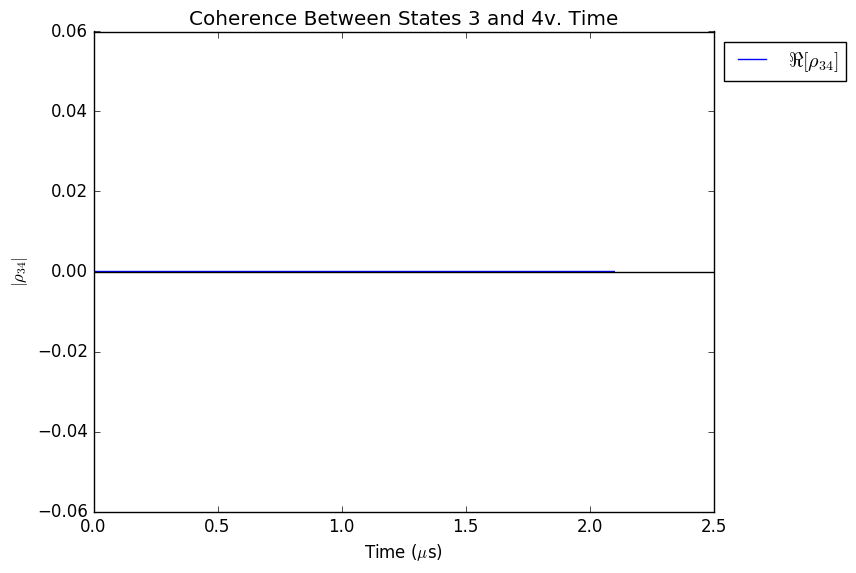 Coherence Between States 3 and 4v. Time
ℜ[ρ₃₄]
|ρ₃₄|
0.06
0.04
0.02
0.00
−0.02
−0.04
−0.06
0.0 0.5 1.0 1.5 2.0 2.5
Time (μs)